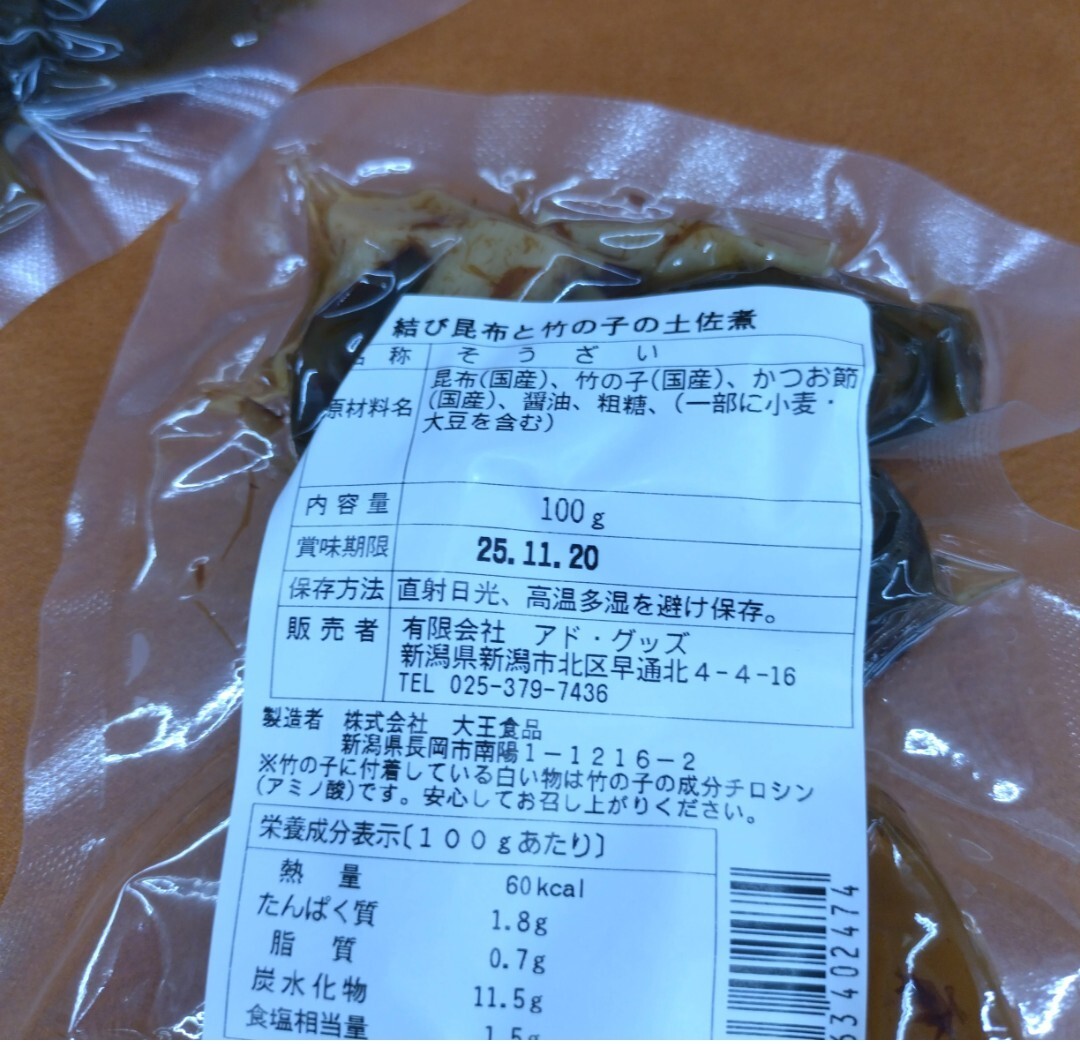 結び昆布と竹の子の土佐煮
称 そうざい
原材料名 昆布(国産)、竹の子(国産)、かつお節
(国産)、醤油、粗糖、(一部に小麦・
大豆を含む)
内容量 100g
賞味期限 25.11.20
保存方法 直射日光、高温多湿を避け保存。
販売者 有限会社 アド・グッズ
新潟県新潟市北区早通北4-4-16
TEL 025-379-7436
製造者 株式会社 大王食品
新潟県長岡市南陽1-1216-2
※竹の子に付着している白い物は竹の子の成分チロシン
(アミノ酸)です。安心してお召し上がりください。
栄養成分表示〔100gあたり〕
熱量 60kcal
たんぱく質 1.8g
脂質 0.7g
炭水化物 11.5g
食塩相当量 1.5g
33402474